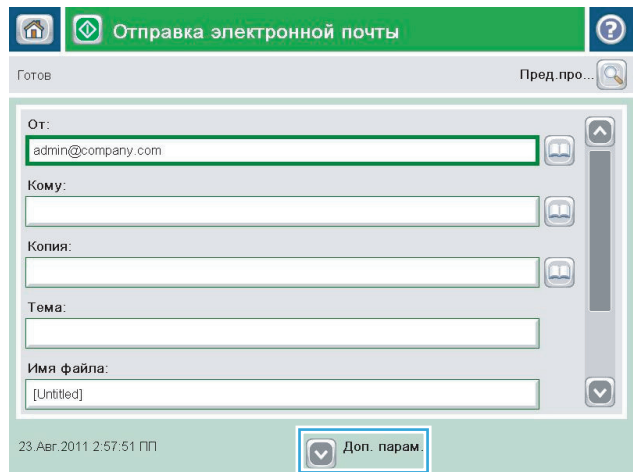 Отправка электронной почты
Готов
Пред.про...
От:
admin@company.com
Кому:
Копия:
Тема:
Имя файла:
[Untitled]
23.Авг.2011 2:57:51 ПП
Доп. парам.